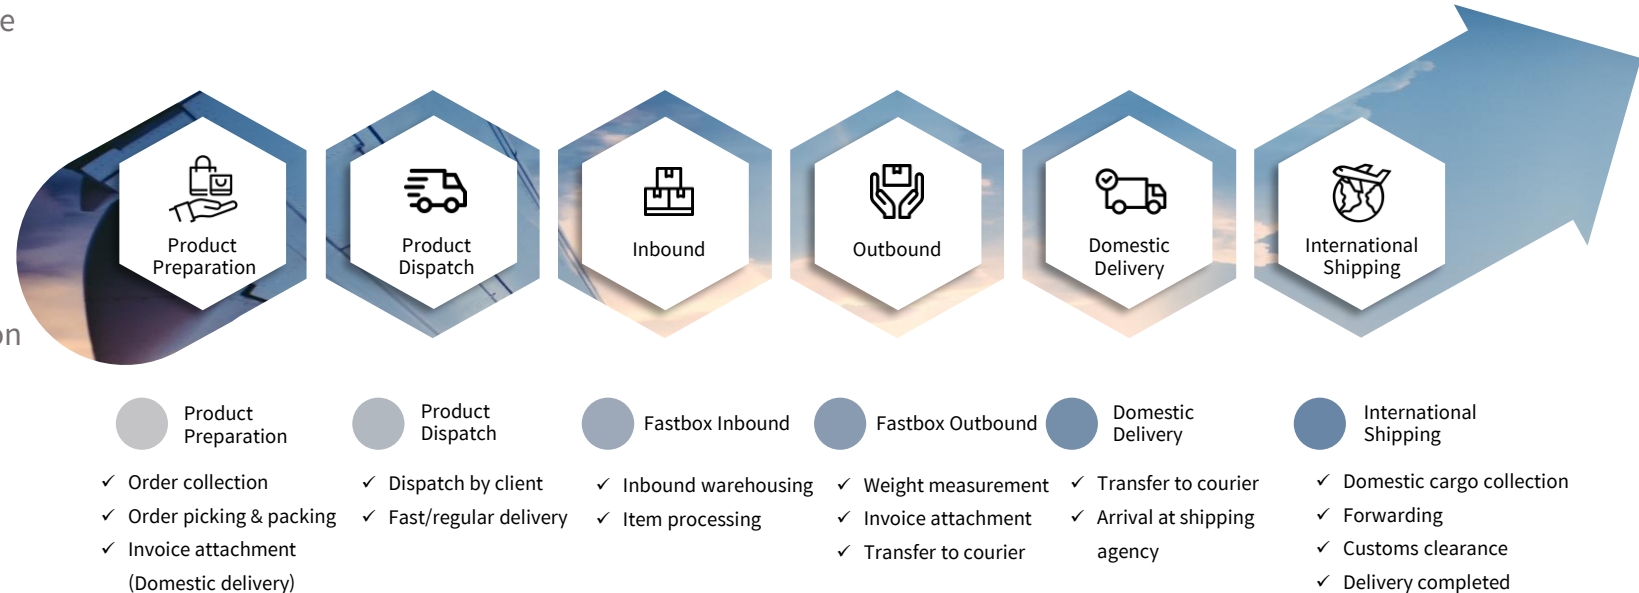 e
on
Product
Preparation
Product
Dispatch
Inbound
Outbound
Domestic
Delivery
International
Shipping
Product
Preparation
✓ Order collection
✓ Order picking & packing
✓ Invoice attachment
(Domestic delivery)
Product
Dispatch
✓ Dispatch by client
✓ Fast/regular delivery
Fastbox Inbound
✓ Inbound warehousing
✓ Item processing
Fastbox Outbound
✓ Weight measurement
✓ Invoice attachment
✓ Transfer to courier
Domestic
Delivery
✓ Transfer to courier
✓ Arrival at shipping
agency
International
Shipping
✓ Domestic cargo collection
✓ Forwarding
✓ Customs clearance
✓ Delivery completed